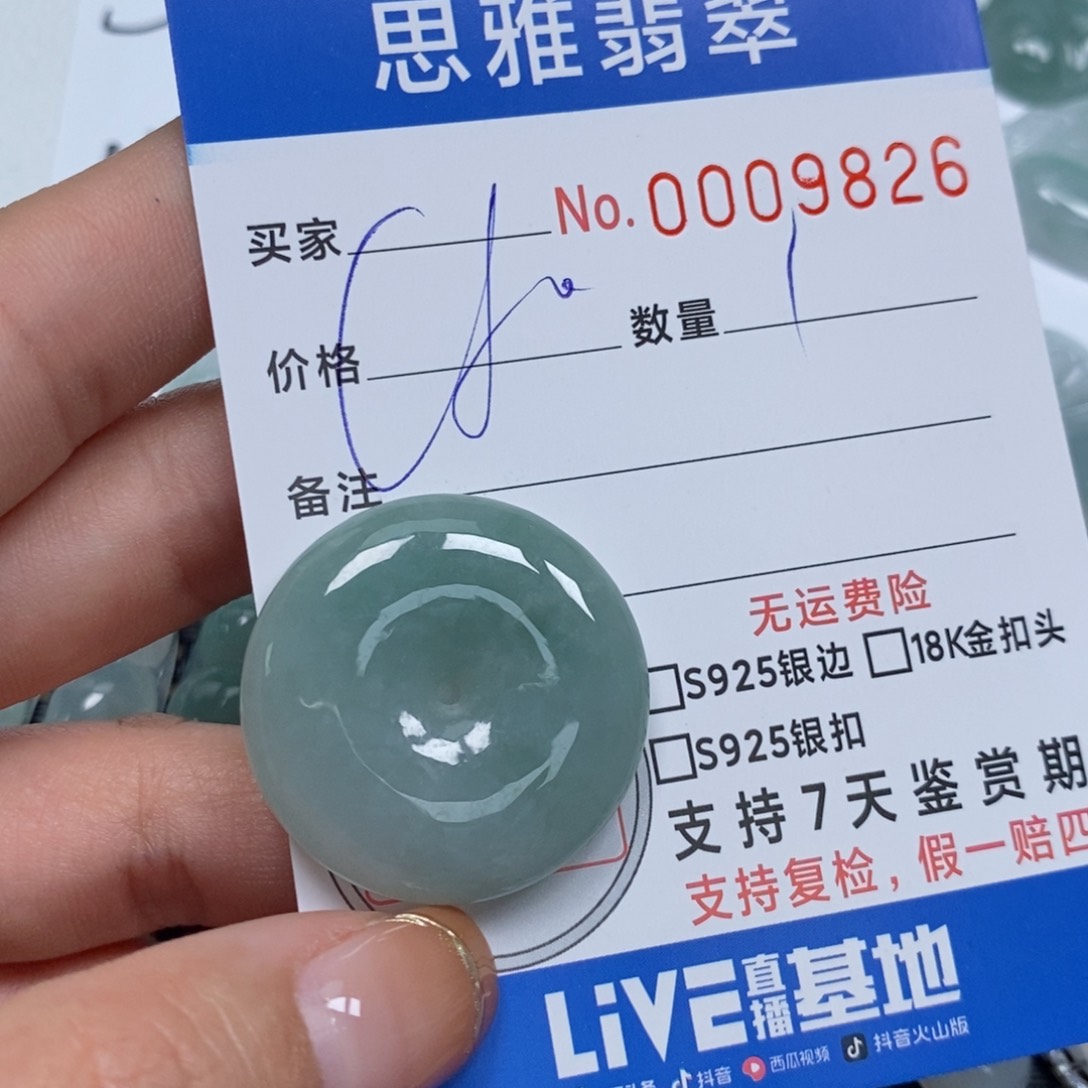 思雅翡翠
No.0009826
买家
价格 数量 1
备注
无运费险
S925银边 18K金扣头
S925银扣
支持7天鉴赏期
支持复检，假一赔四
LiVE直播基地
抖音 西瓜视频 抖音火山版